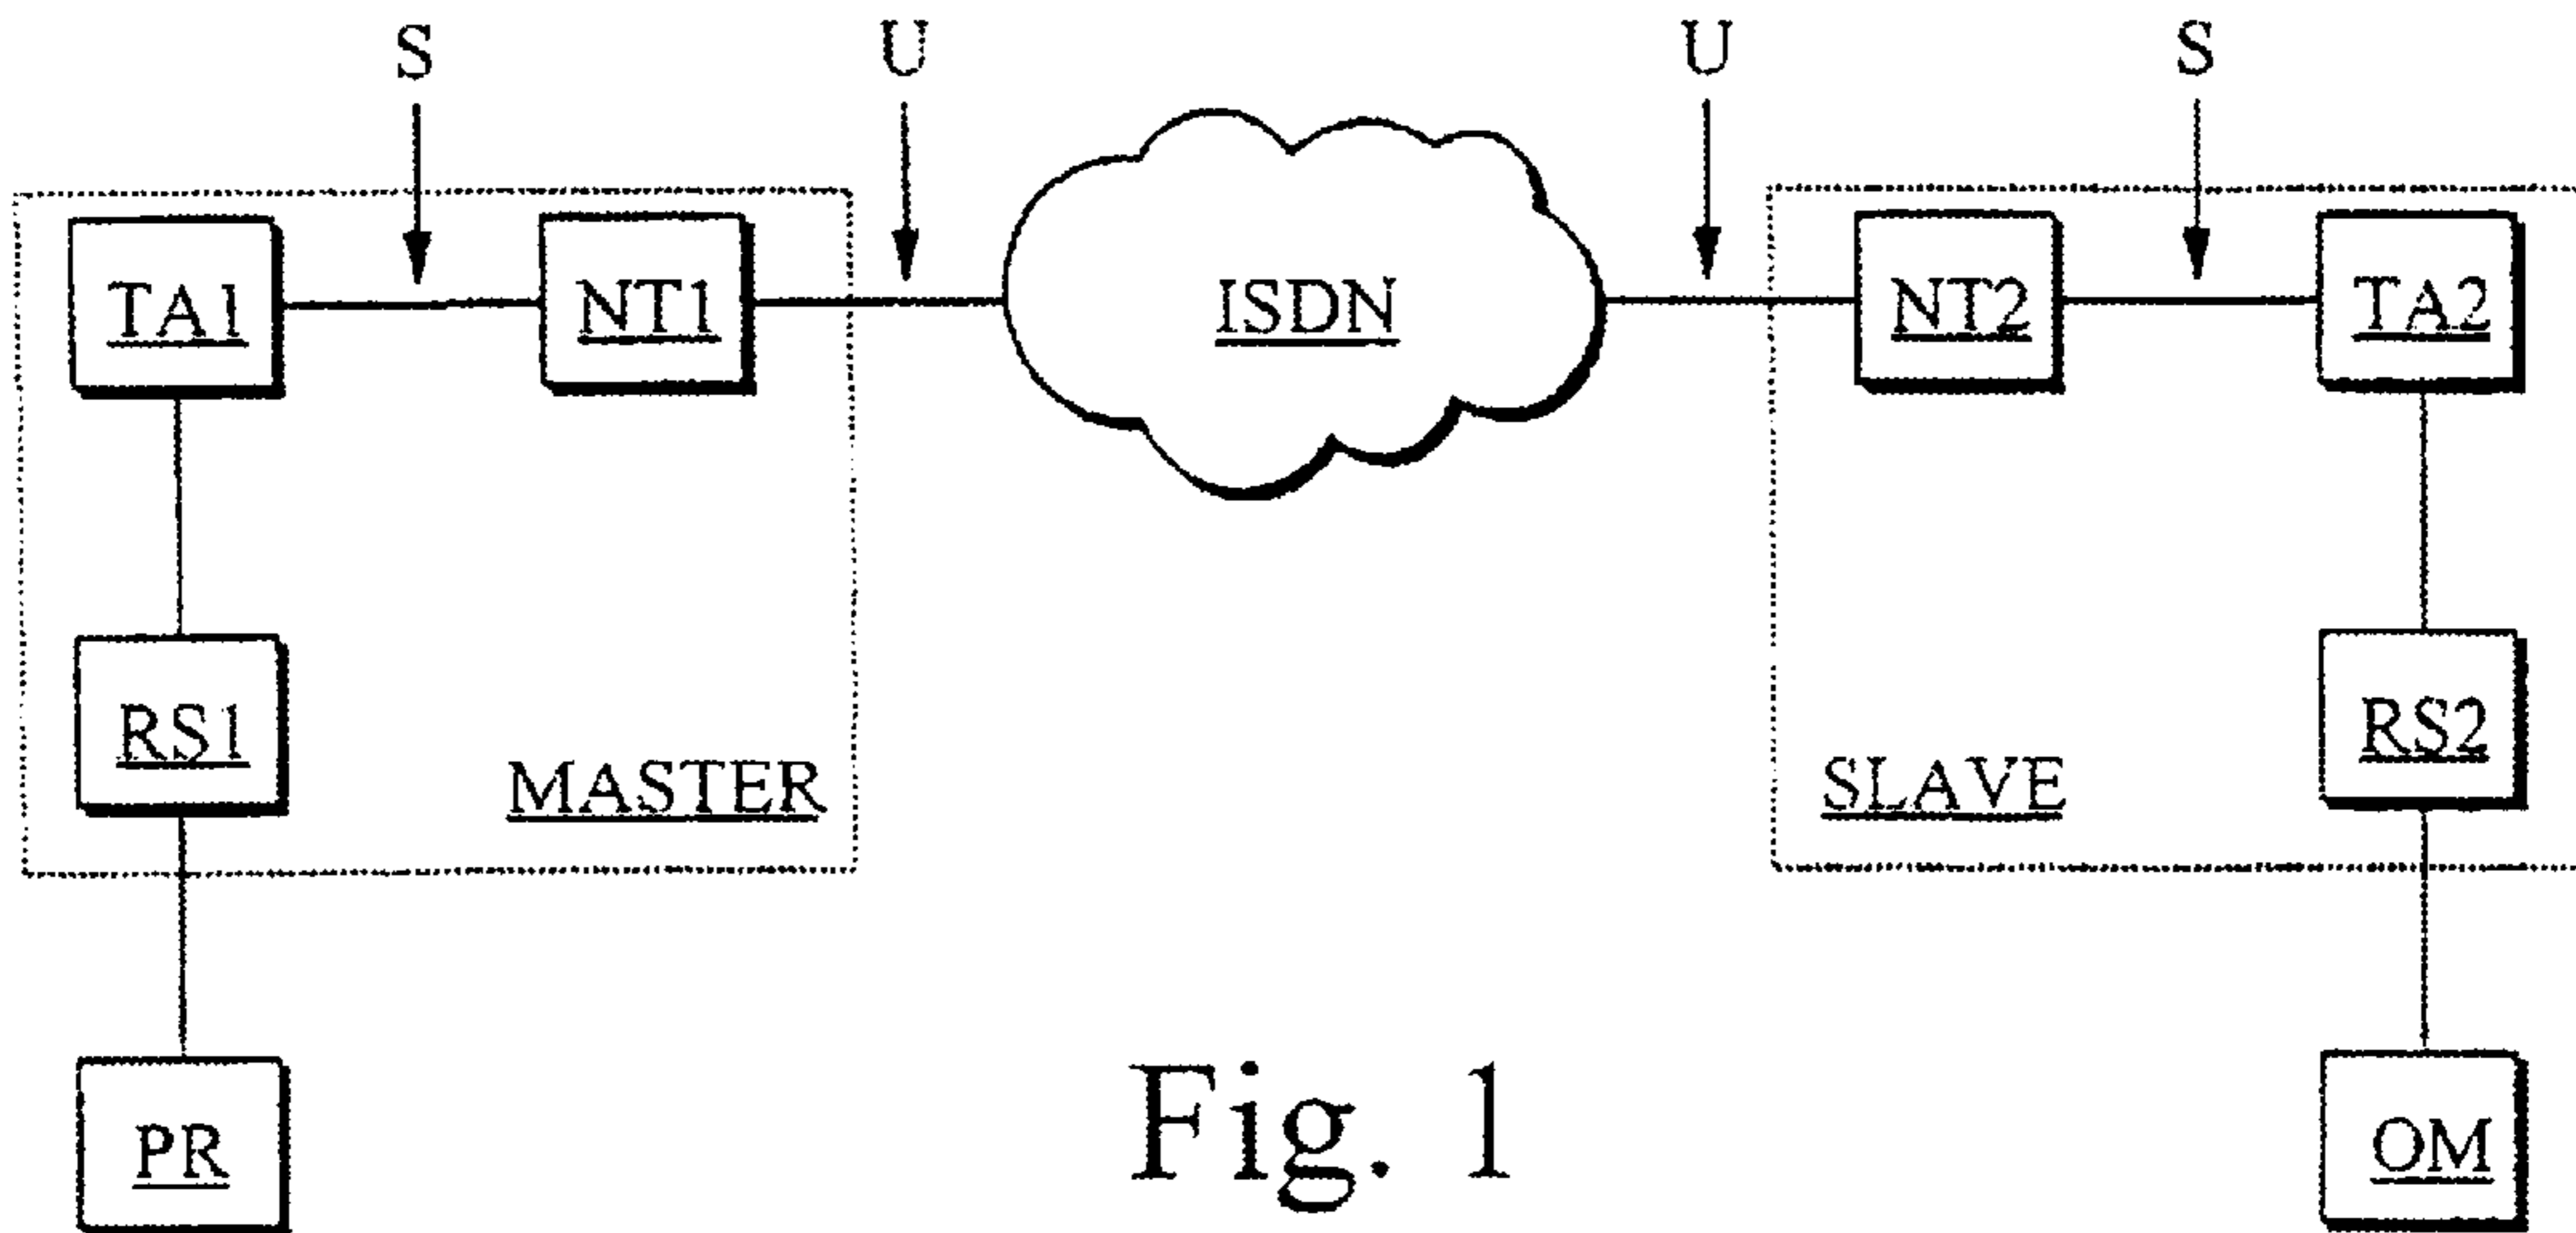 S U U S
TA1 NT1 ISDN NT2 TA2
RS1 RS2
MASTER SLAVE
PR OM
Fig. 1